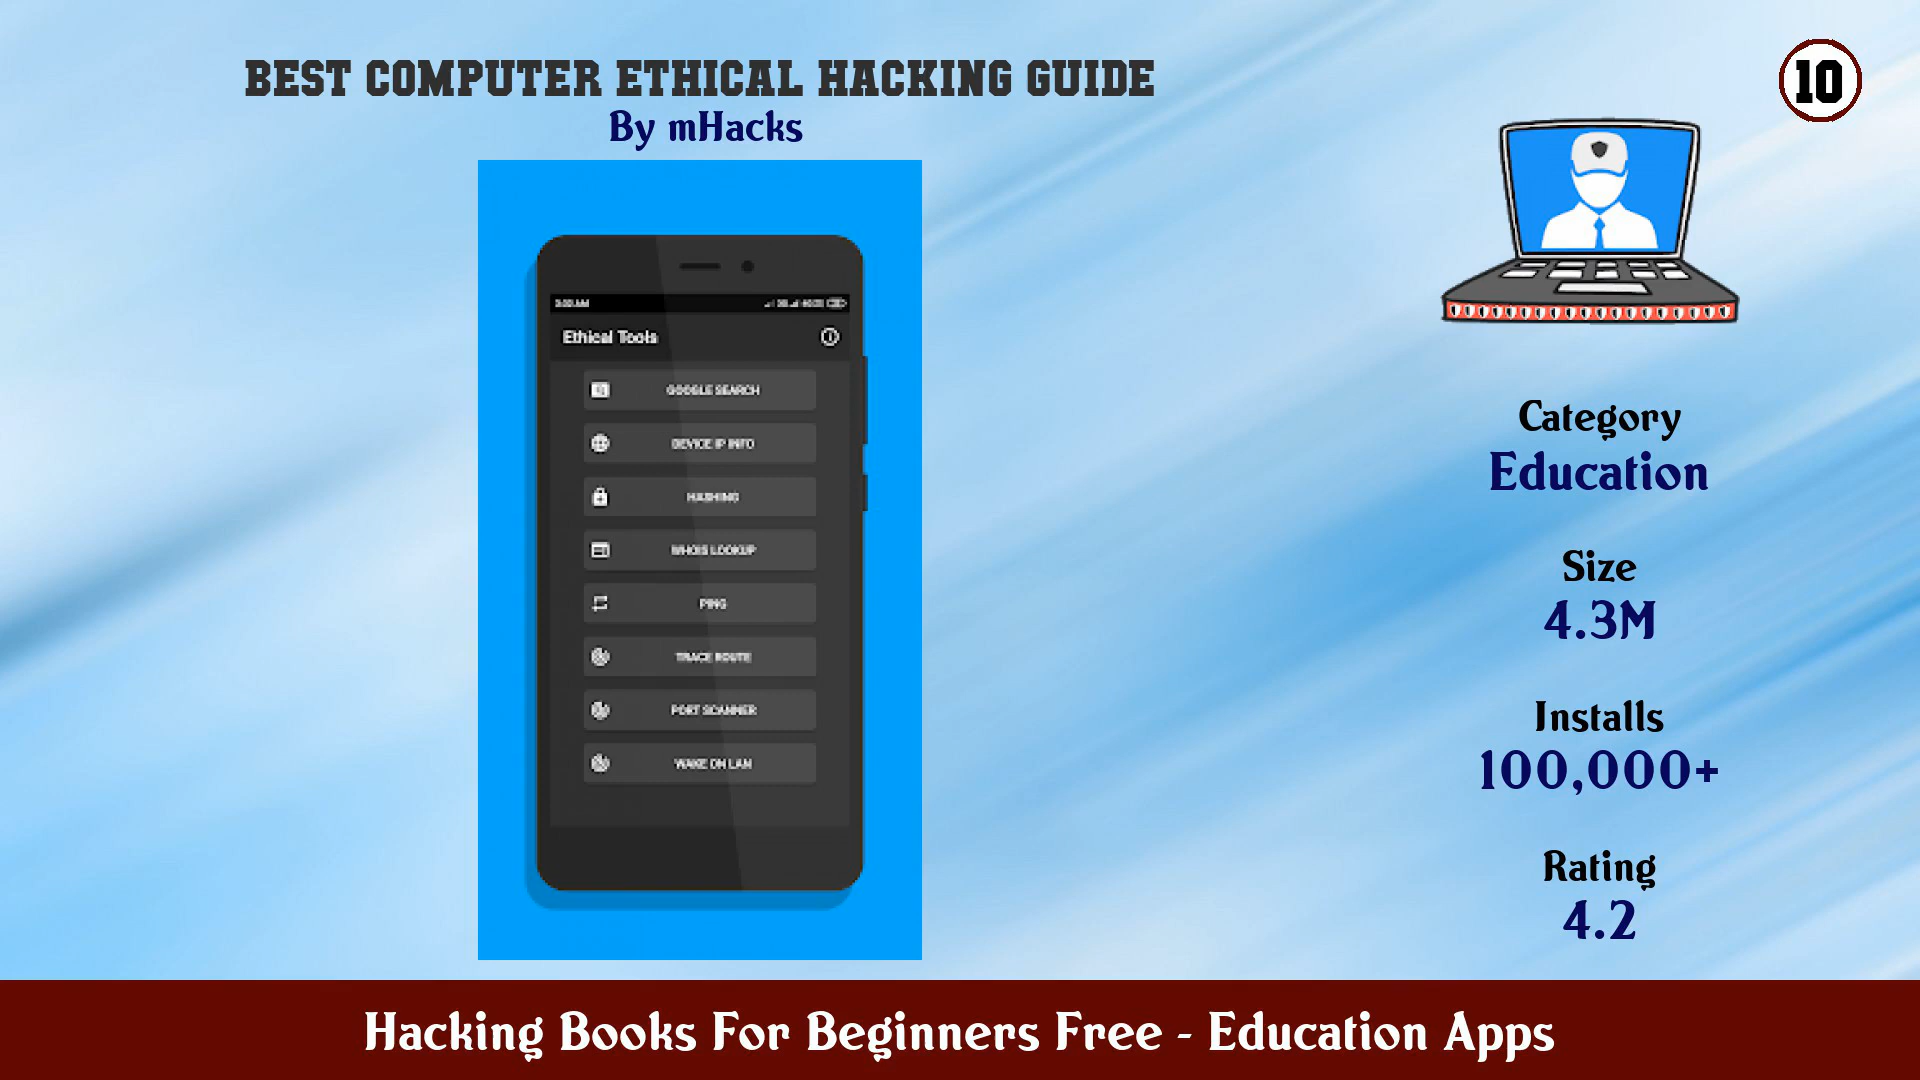 BEST COMPUTER ETHICAL HACKING GUIDE
By mHacks
10
Ethical Tools
GOOGLE SEARCH
DEVICE IP INFO
HASHING
WHOIS LOOKUP
PING
TRACE ROUTE
PORT SCANNER
WAKE ON LAN
Category
Education
Size
4.3M
Installs
100,000+
Rating
4.2
Hacking Books For Beginners Free - Education Apps